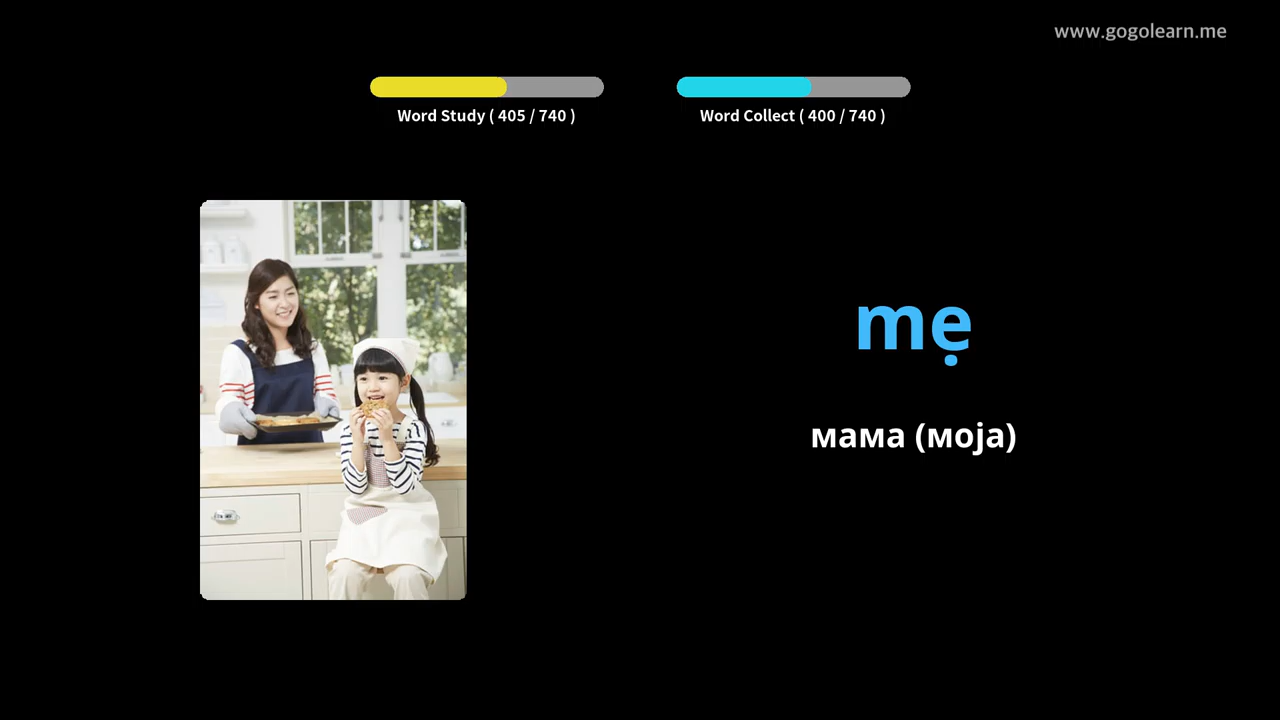 www.gogolearn.me
Word Study ( 405 / 740 )
Word Collect ( 400 / 740 )
mẹ
мама (моја)